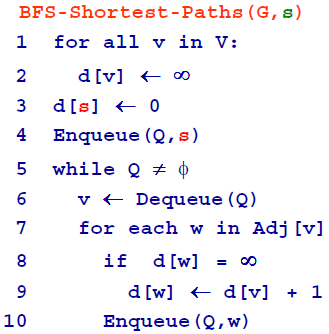 BFS-Shortest-Paths(G,s)
1 for all v in V:
2 d[v] ← ∞
3 d[s] ← 0
4 Enqueue(Q,s)
5 while Q ≠ ϕ
6 v ← Dequeue(Q)
7 for each w in Adj[v]
8 if d[w] = ∞
9 d[w] ← d[v] + 1
10 Enqueue(Q,w)